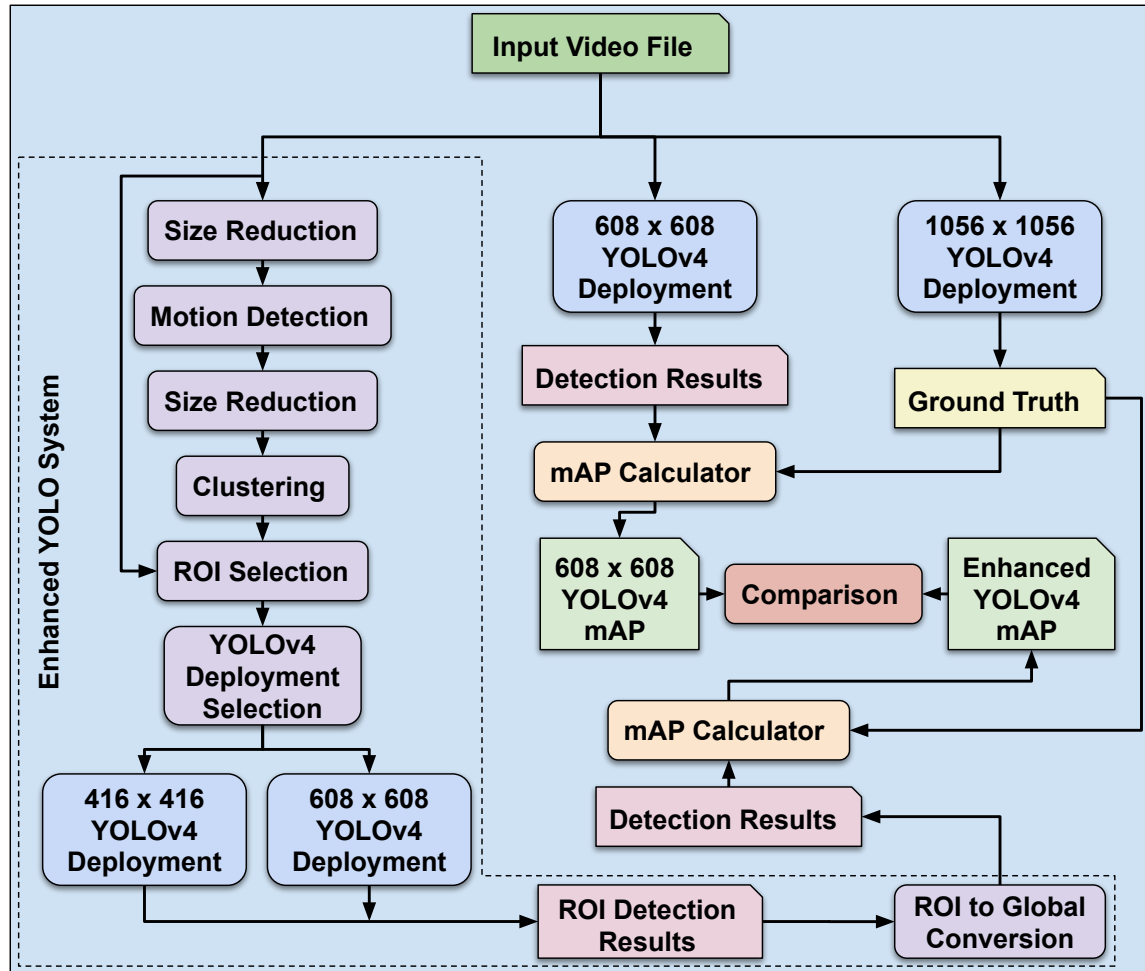 Input Video File
Enhanced YOLO System
Size Reduction
Motion Detection
Size Reduction
Clustering
ROI Selection
YOLOv4
Deployment
Selection
416 x 416
YOLOv4
Deployment
608 x 608
YOLOv4
Deployment
608 x 608
YOLOv4
Deployment
Detection Results
mAP Calculator
608 x 608
YOLOv4
mAP
Comparison
1056 x 1056
YOLOv4
Deployment
Ground Truth
Enhanced
YOLOv4
mAP
mAP Calculator
Detection Results
ROI Detection
Results
ROI to Global
Conversion